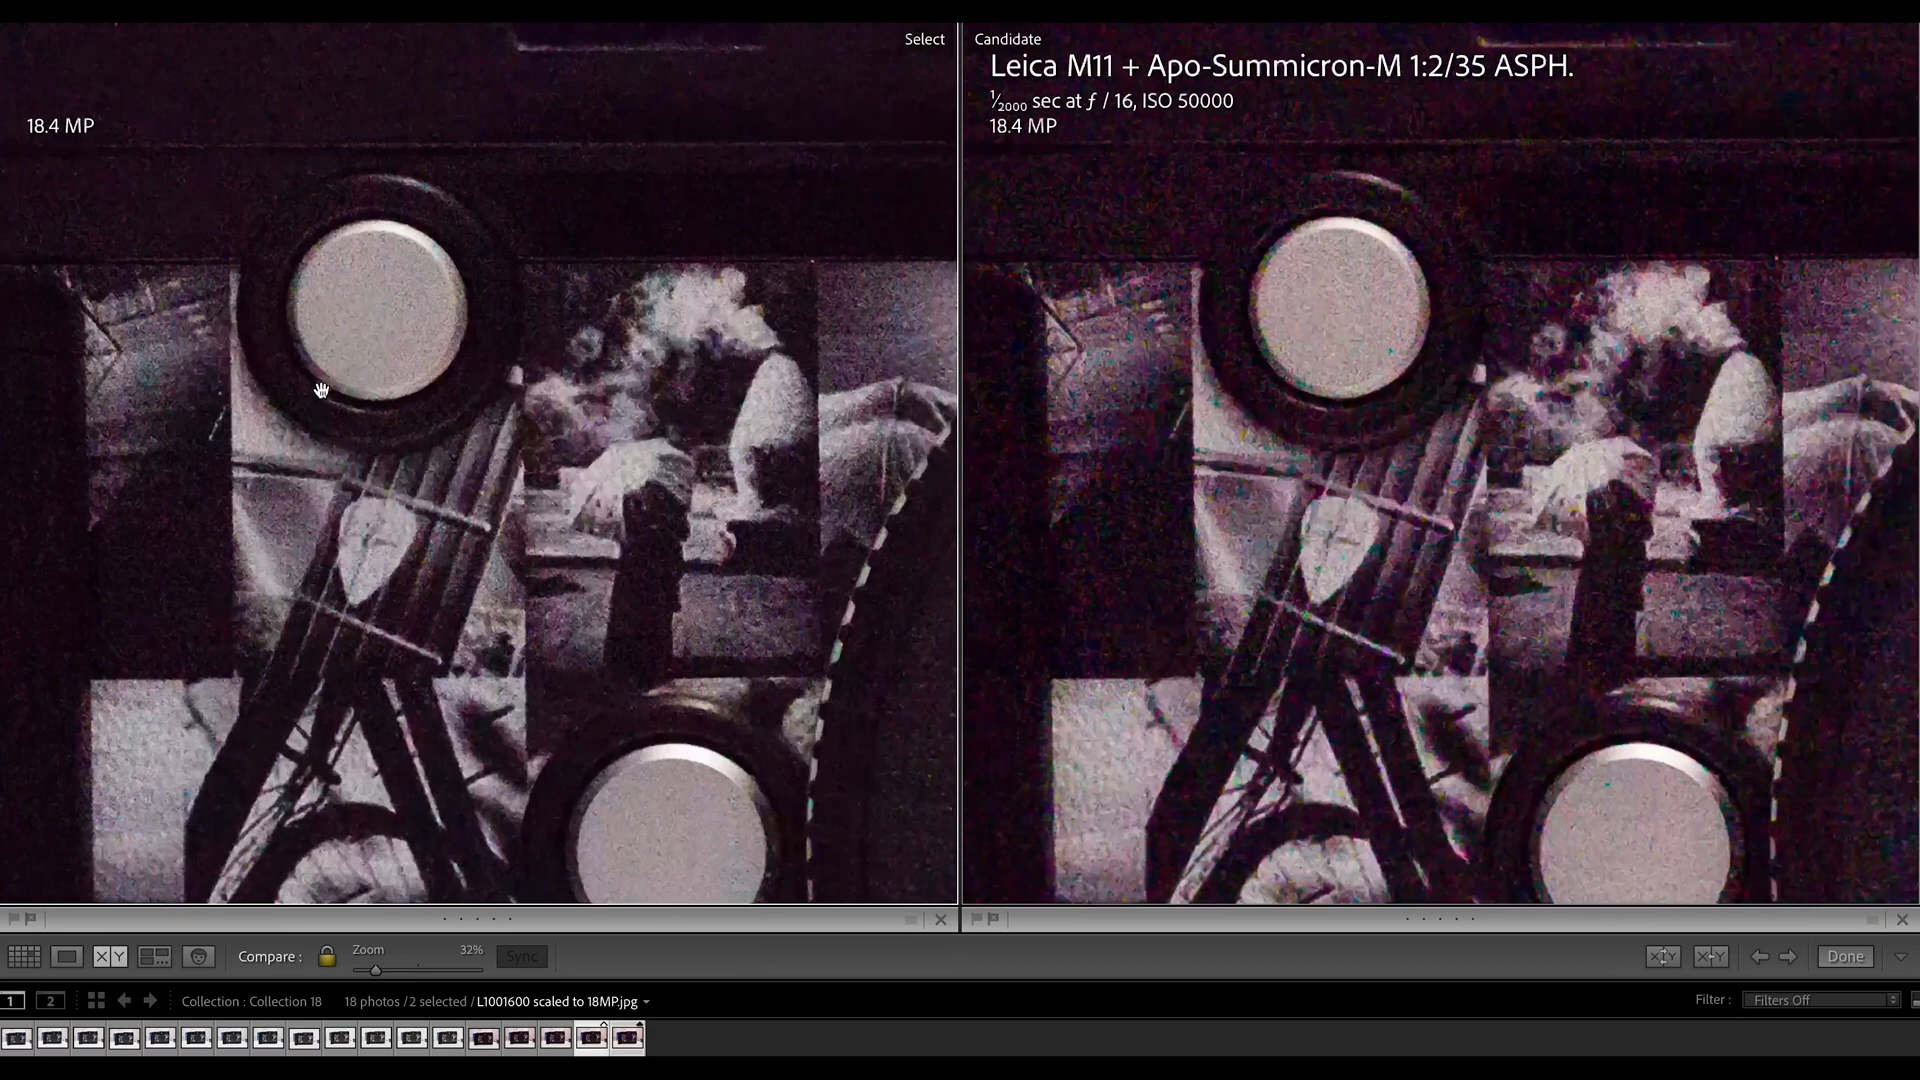 Select
18.4 MP
Candidate
Leica M11 + Apo-Summicron-M 1:2/35 ASPH.
1/2000 sec at ƒ / 16, ISO 50000
18.4 MP
XY
Compare :
Zoom
32%
Sync
X Y
X Y
Done
1
2
Collection : Collection 18
18 photos / 2 selected / L1001600 scaled to 18MP.jpg
Filter :
Filters Off